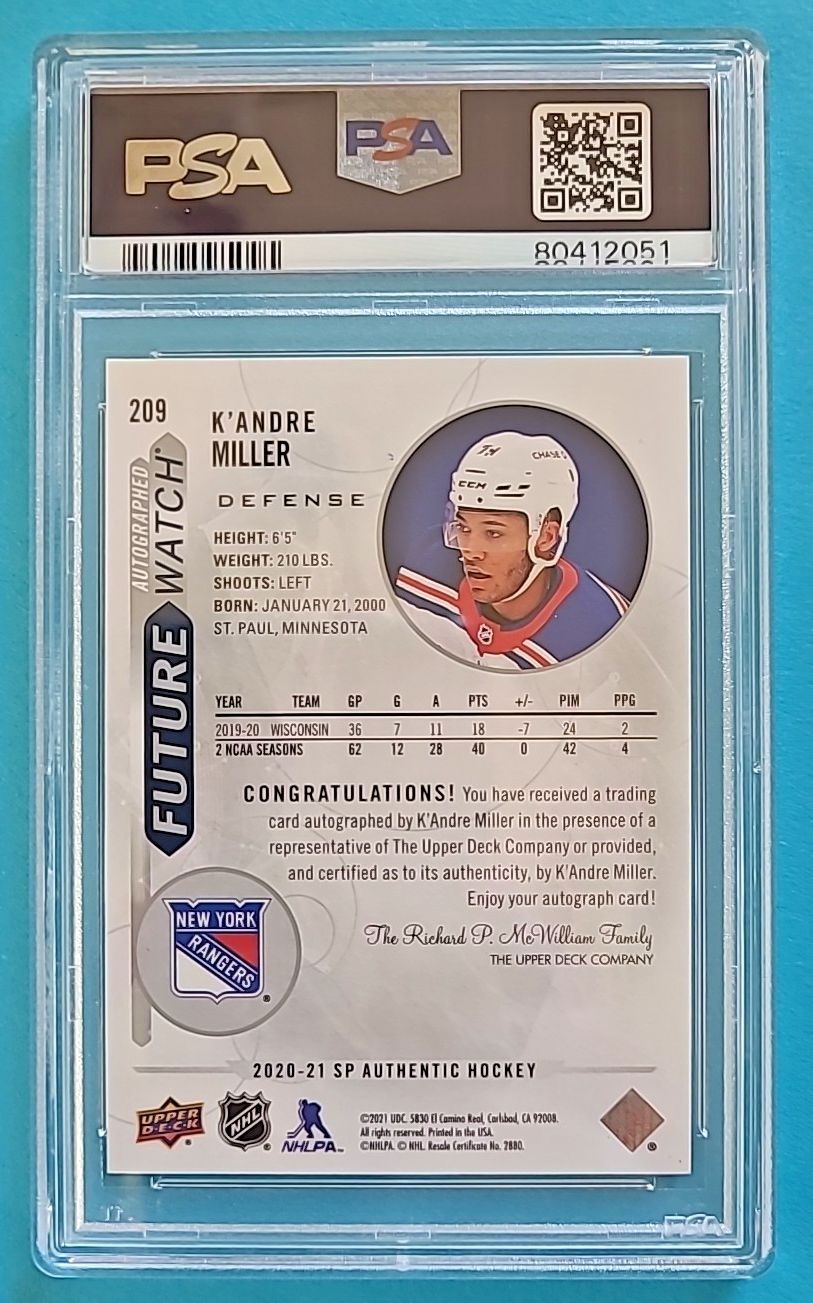 PSA
PSA
80412051
209
K'ANDRE
MILLER
DEFENSE
HEIGHT: 6'5"
WEIGHT: 210 LBS.
SHOOTS: LEFT
BORN: JANUARY 21, 2000
ST. PAUL, MINNESOTA
AUTOGRAPHED
FUTURE WATCH
79
CHASE
CCM
YEAR TEAM GP G A PTS +/- PIM PPG
2019-20 WISCONSIN 36 7 11 18 -7 24 2
2 NCAA SEASONS 62 12 28 40 0 42 4
CONGRATULATIONS! You have received a trading
card autographed by K'Andre Miller in the presence of a
representative of The Upper Deck Company or provided,
and certified as to its authenticity, by K'Andre Miller.
Enjoy your autograph card!
The Richard P. McWilliam Family
THE UPPER DECK COMPANY
NEW YORK
RANGERS
®
2020-21 SP AUTHENTIC HOCKEY
UPPER
DECK
®
NHL
®
NHLPA
©2021 UDC. 5830 El Camino Real, Carlsbad, CA 92008.
All rights reserved. Printed in the USA.
©NHLPA. © NHL. Resale Certificate No. 2880.
®
PSA